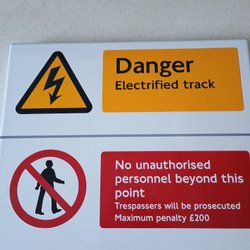 Danger
Electrified track
No unauthorised
personnel beyond this
point
Trespassers will be prosecuted
Maximum penalty £200